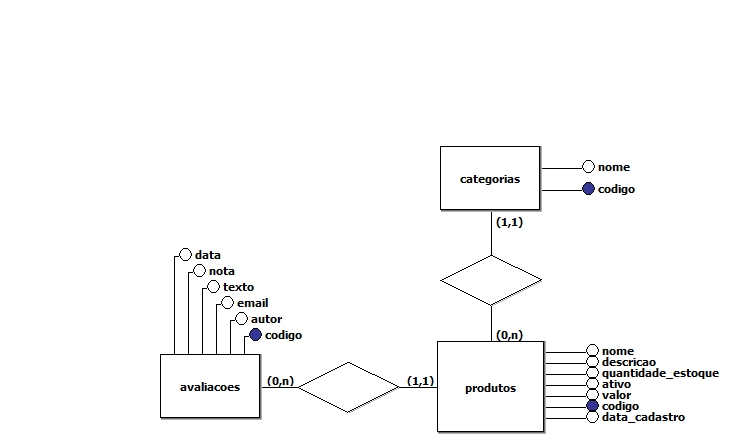 nome
categorias
codigo
(1,1)
data
nota
texto
email
autor
codigo
(0,n)
nome
descricao
quantidade_estoque
ativo
valor
codigo
data_cadastro
avaliacoes
(0,n)
(1,1)
produtos